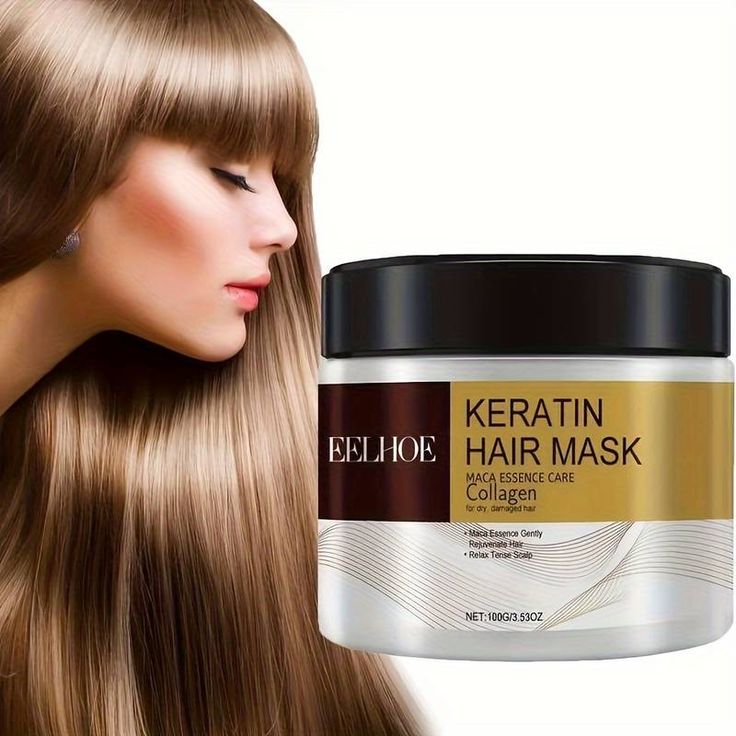 EELHOE
KERATIN
HAIR MASK
MACA ESSENCE CARE
Collagen
for dry, damaged hair
• Maca Essence Gently
Rejuvenate Hair
• Relax Tense Scalp
NET:100G/3.53OZ